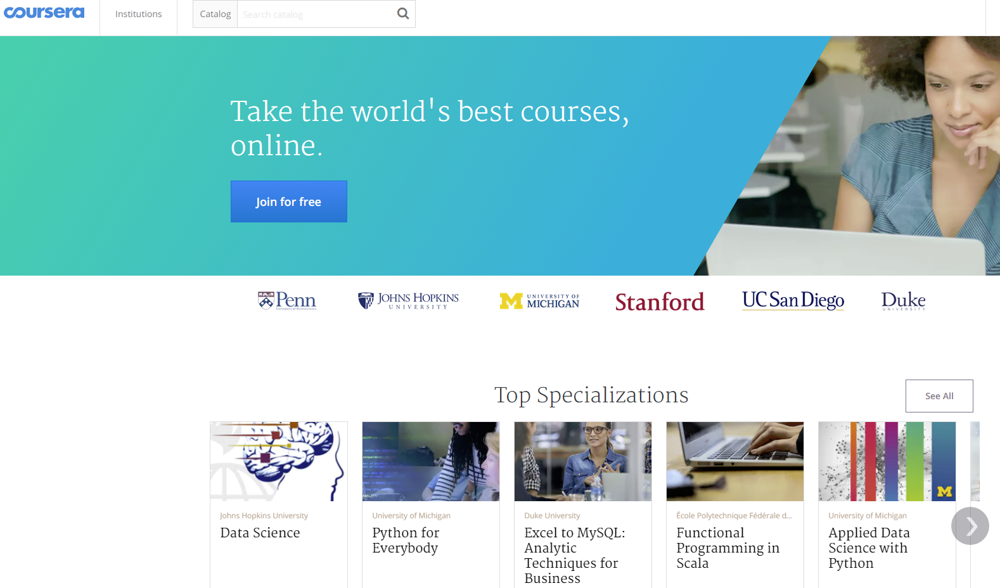 coursera
Institutions
Catalog
Search catalog
Take the world's best courses,
online.
Join for free
Penn
UNIVERSITY OF PENNSYLVANIA
JOHNS HOPKINS
UNIVERSITY
M
UNIVERSITY OF
MICHIGAN
Stanford
UC San Diego
Duke
UNIVERSITY
Top Specializations
See All
M
Johns Hopkins University
Data Science
University of Michigan
Python for
Everybody
Duke University
Excel to MySQL:
Analytic
Techniques for
Business
École Polytechnique Fédérale d...
Functional
Programming in
Scala
University of Michigan
Applied Data
Science with
Python